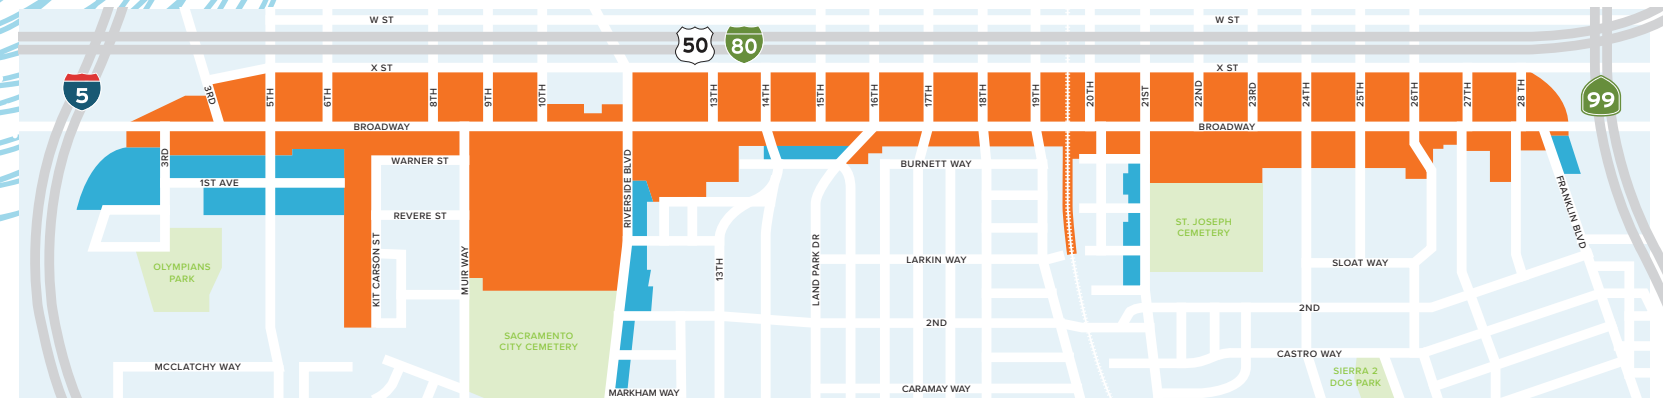 W ST
W ST
50
80
X ST
X ST
5
99
3RD
5TH
6TH
8TH
9TH
10TH
13TH
14TH
15TH
16TH
17TH
18TH
19TH
20TH
21ST
22ND
23RD
24TH
25TH
26TH
27TH
28 TH
BROADWAY
BROADWAY
3RD
WARNER ST
BURNETT WAY
1ST AVE
RIVERSIDE BLVD
FRANKLIN BLVD
REVERE ST
ST. JOSEPH
CEMETERY
KIT CARSON ST
MUIR WAY
13TH
LAND PARK DR
LARKIN WAY
SLOAT WAY
OLYMPIANS
PARK
2ND
2ND
SACRAMENTO
CITY CEMETERY
CASTRO WAY
MCCLATCHY WAY
SIERRA 2
DOG PARK
MARKHAM WAY
CARAMAY WAY